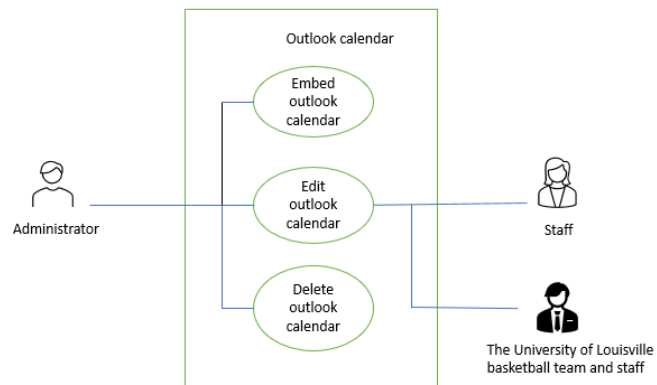 Outlook calendar
Embed
outlook
calendar
Edit
outlook
calendar
Administrator
Staff
Delete
outlook
calendar
The University of Louisville
basketball team and staff